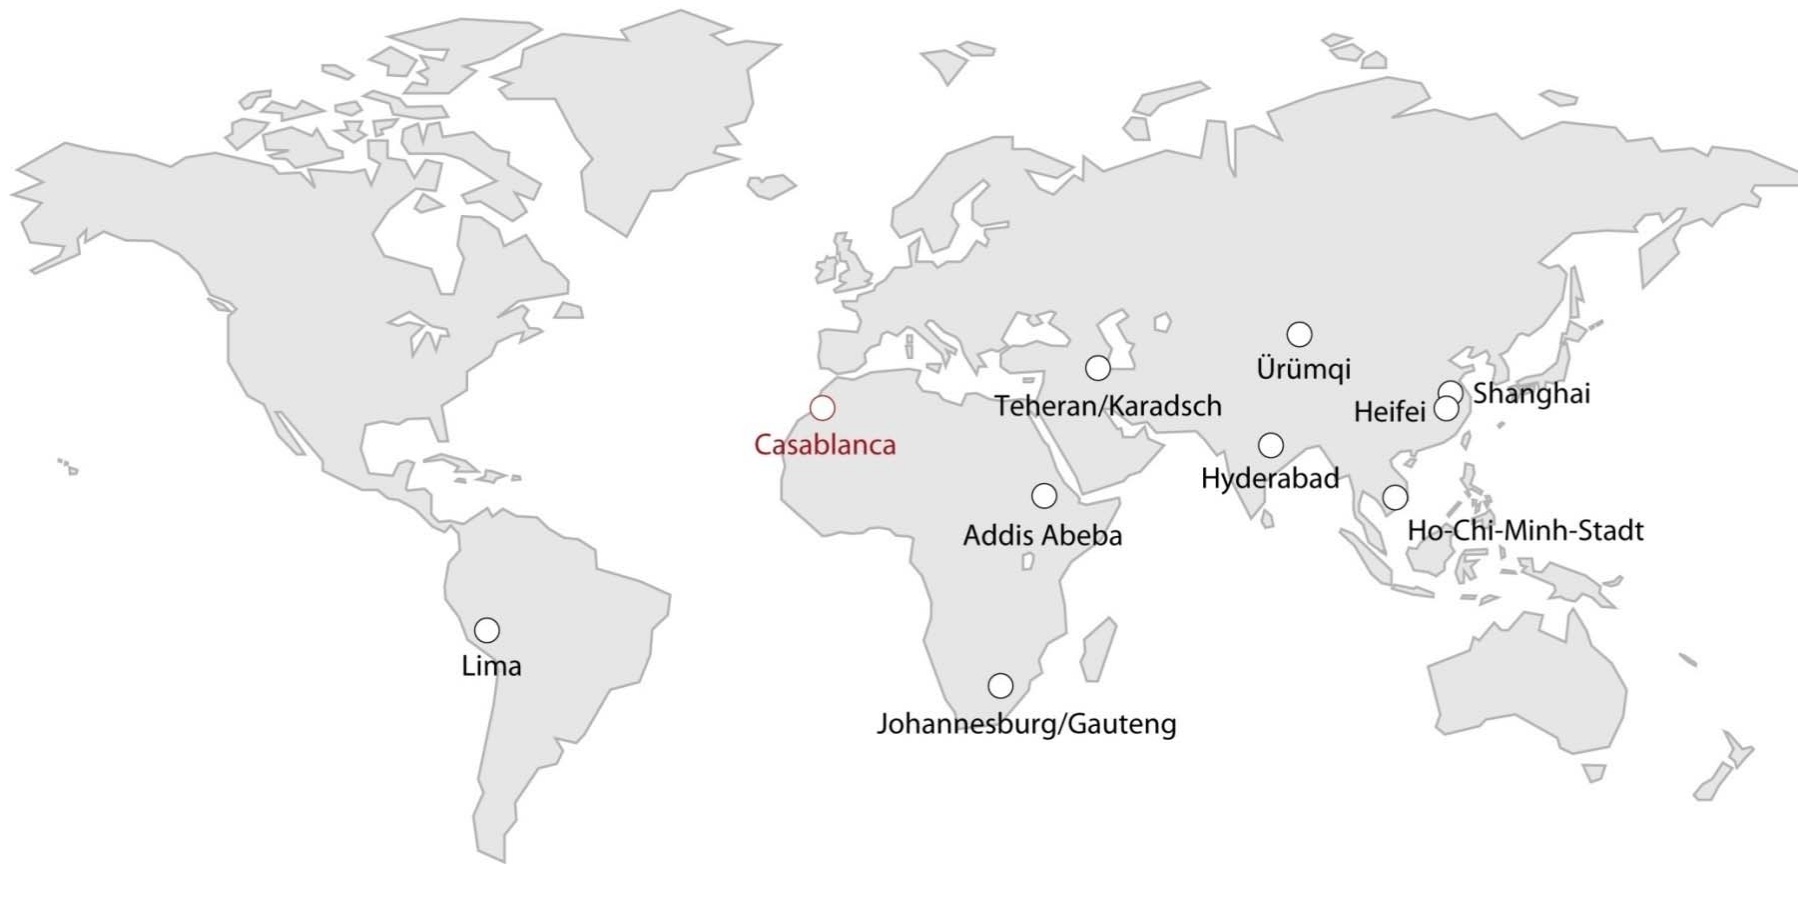 Ürümqi
Shanghai
Teheran/Karadsch
Heifei
Casablanca
Hyderabad
Addis Abeba
Ho-Chi-Minh-Stadt
Lima
Johannesburg/Gauteng